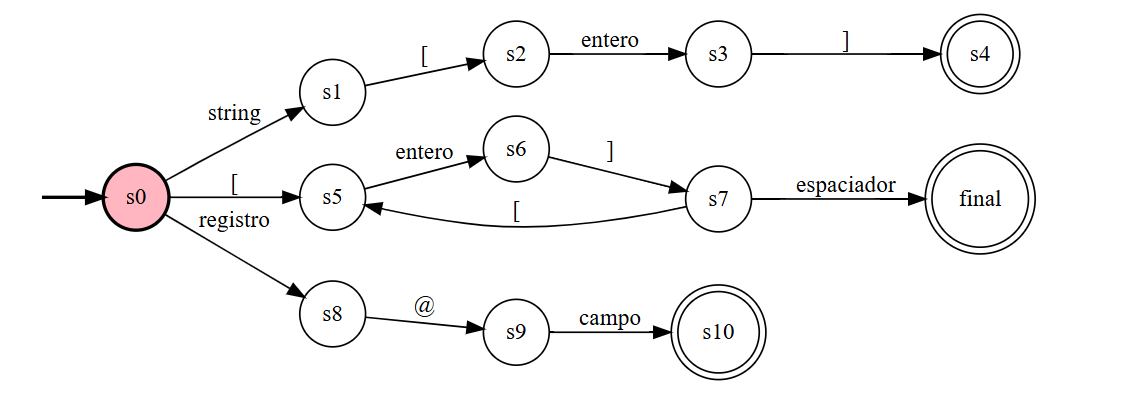 s0
string
s1
[
s2
entero
s3
]
s4
[
s5
entero
s6
]
s7
[
espaciador
final
registro
s8
@
s9
campo
s10